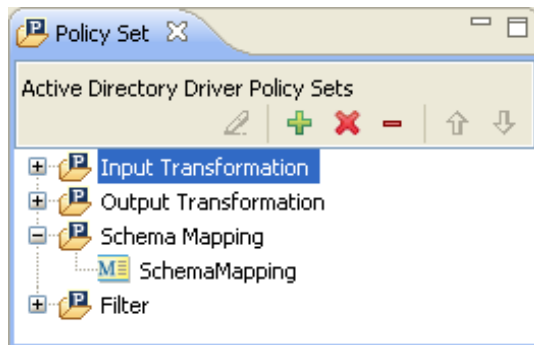 Policy Set
Active Directory Driver Policy Sets
Input Transformation
Output Transformation
Schema Mapping
SchemaMapping
Filter